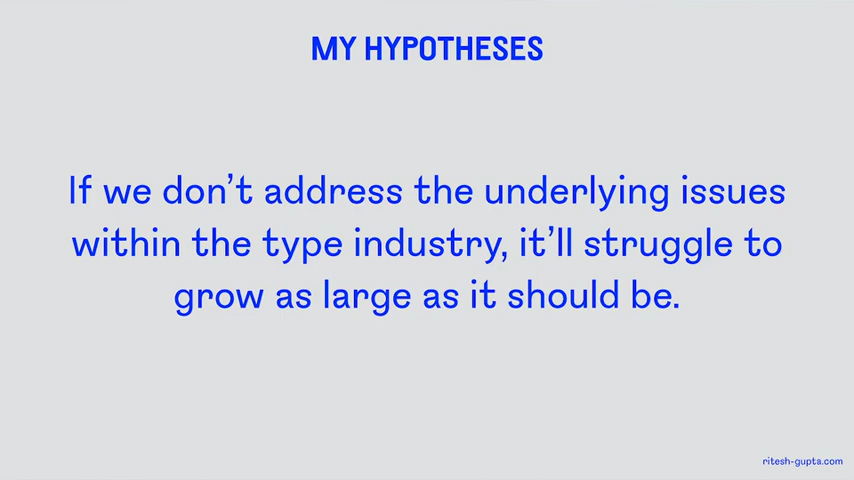 MY HYPOTHESES
If we don’t address the underlying issues
within the type industry, it’ll struggle to
grow as large as it should be.
ritesh-gupta.com